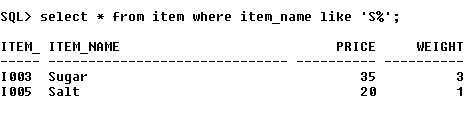 SQL> select * from item where item_name like 'S%';
ITEM_ ITEM_NAME                           PRICE     WEIGHT
----- ------------------------------ ---------- ----------
I003  Sugar                                  35          3
I005  Salt                                   20          1